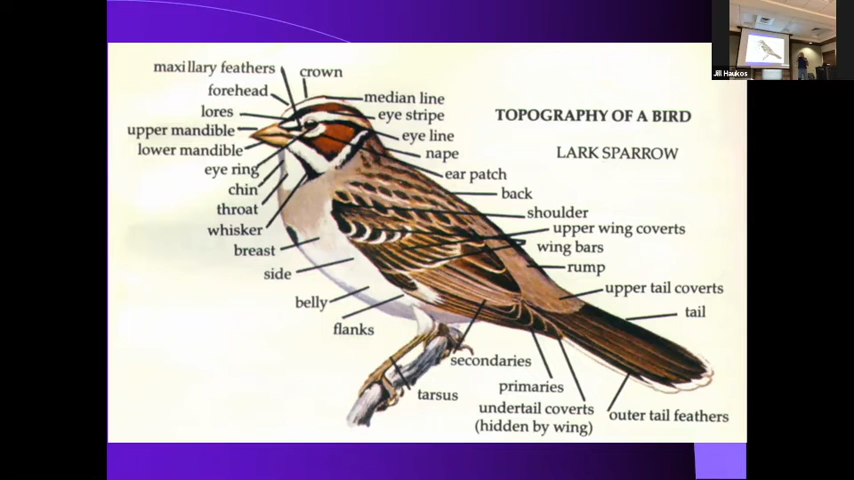 Jill Haukos
maxillary feathers
crown
forehead
median line
lores
eye stripe
TOPOGRAPHY OF A BIRD
upper mandible
eye line
lower mandible
nape
LARK SPARROW
eye ring
ear patch
chin
back
throat
shoulder
whisker
upper wing coverts
breast
wing bars
side
rump
belly
upper tail coverts
flanks
tail
secondaries
tarsus
primaries
undertail coverts
(hidden by wing)
outer tail feathers